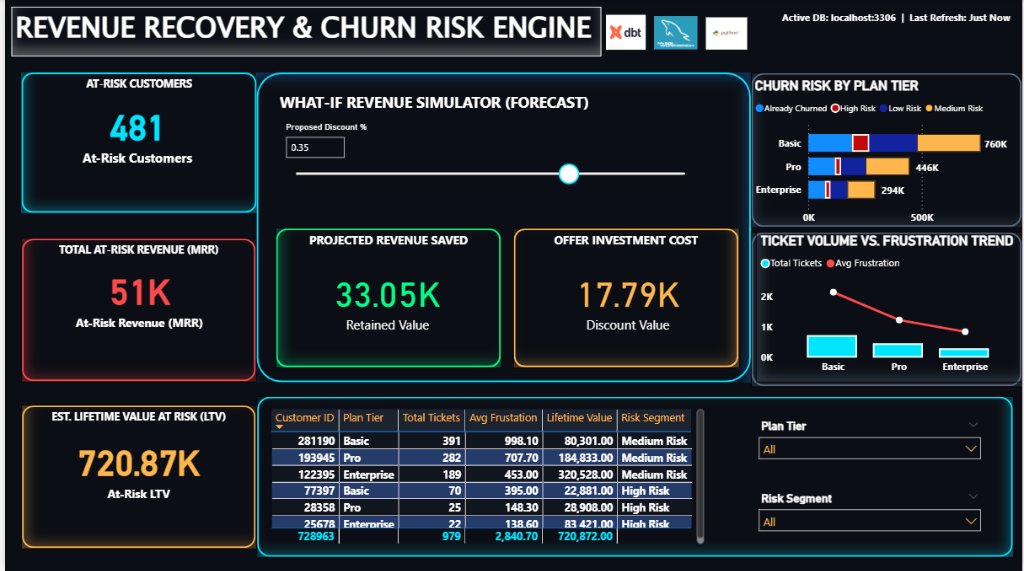 REVENUE RECOVERY & CHURN RISK ENGINE
dbt
python
Active DB: localhost:3306 | Last Refresh: Just Now
AT-RISK CUSTOMERS
481
At-Risk Customers
TOTAL AT-RISK REVENUE (MRR)
51K
At-Risk Revenue (MRR)
EST. LIFETIME VALUE AT RISK (LTV)
720.87K
At-Risk LTV
WHAT-IF REVENUE SIMULATOR (FORECAST)
Proposed Discount %
0.35
PROJECTED REVENUE SAVED
33.05K
Retained Value
OFFER INVESTMENT COST
17.79K
Discount Value
CHURN RISK BY PLAN TIER
Already Churned High Risk Low Risk Medium Risk
Basic 760K
Pro 446K
Enterprise 294K
0K 500K
TICKET VOLUME VS. FRUSTRATION TREND
Total Tickets Avg Frustration
2K
1K
0K
Basic Pro Enterprise
Customer ID Plan Tier Total Tickets Avg Frustation Lifetime Value Risk Segment
281190 Basic 391 998.10 80,301.00 Medium Risk
193945 Pro 282 707.70 184,833.00 Medium Risk
122395 Enterprise 189 453.00 320,528.00 Medium Risk
77397 Basic 70 395.00 22,881.00 High Risk
28358 Pro 25 148.30 28,908.00 High Risk
25678 Enterprise 22 138.60 83,421.00 High Risk
728963 979 2,840.70 720,872.00
Plan Tier
All
Risk Segment
All